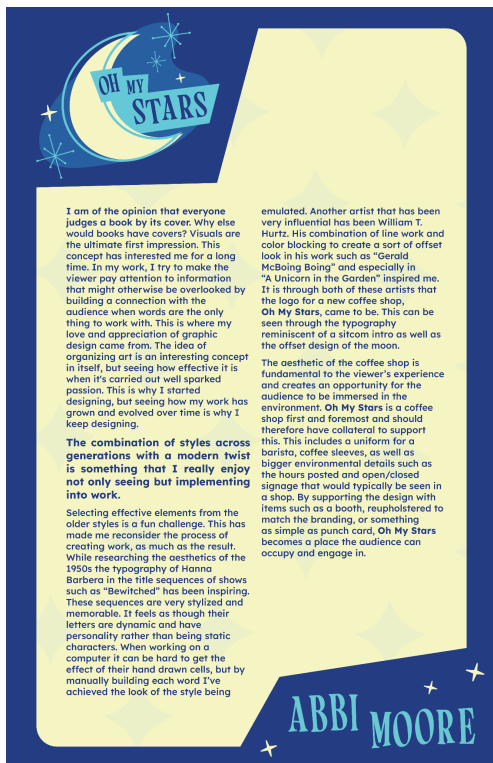 OH MY
STARS
I am of the opinion that everyone
judges a book by its cover. Why else
would books have covers? Visuals are
the ultimate first impression. This
concept has interested me for a long
time. In my work, I try to make the
viewer pay attention to information
that might otherwise be overlooked by
building a connection with the
audience when words are the only
thing to work with. This is where my
love and appreciation of graphic
design came from. The idea of
organizing art is an interesting concept
in itself, but seeing how effective it is
when it's carried out well sparked
passion. This is why I started
designing, but seeing how my work has
grown and evolved over time is why I
keep designing.
The combination of styles across
generations with a modern twist
is something that I really enjoy
not only seeing but implementing
into work.
Selecting effective elements from the
older styles is a fun challenge. This has
made me reconsider the process of
creating work, as much as the result.
While researching the aesthetics of the
1950s the typography of Hanna
Barbera in the title sequences of shows
such as “Bewitched” has been inspiring.
These sequences are very stylized and
memorable. It feels as though their
letters are dynamic and have
personality rather than being static
characters. When working on a
computer it can be hard to get the
effect of their hand drawn cells, but by
manually building each word I’ve
achieved the look of the style being
emulated. Another artist that has been
very influential has been William T.
Hurtz. His combination of line work and
color blocking to create a sort of offset
look in his work such as “Gerald
McBoing Boing” and especially in
“A Unicorn in the Garden” inspired me.
It is through both of these artists that
the logo for a new coffee shop,
Oh My Stars, came to be. This can be
seen through the typography
reminiscent of a sitcom intro as well as
the offset design of the moon.
The aesthetic of the coffee shop is
fundamental to the viewer’s experience
and creates an opportunity for the
audience to be immersed in the
environment. Oh My Stars is a coffee
shop first and foremost and should
therefore have collateral to support
this. This includes a uniform for a
barista, coffee sleeves, as well as
bigger environmental details such as
the hours posted and open/closed
signage that would typically be seen in
a shop. By supporting the design with
items such as a booth, reupholstered to
match the branding, or something
as simple as punch card, Oh My Stars
becomes a place the audience can
occupy and engage in.
ABBI
MOORE